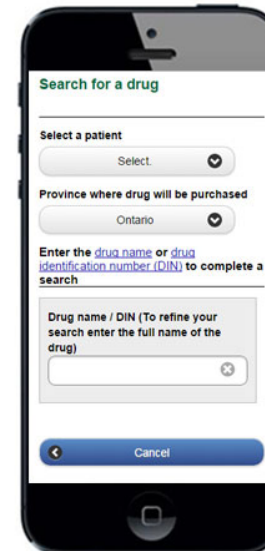 Search for a drug
Select a patient
Select.
Province where drug will be purchased
Ontario
Enter the drug name or drug
identification number (DIN) to complete a
search
Drug name / DIN (To refine your
search enter the full name of the
drug)
Cancel